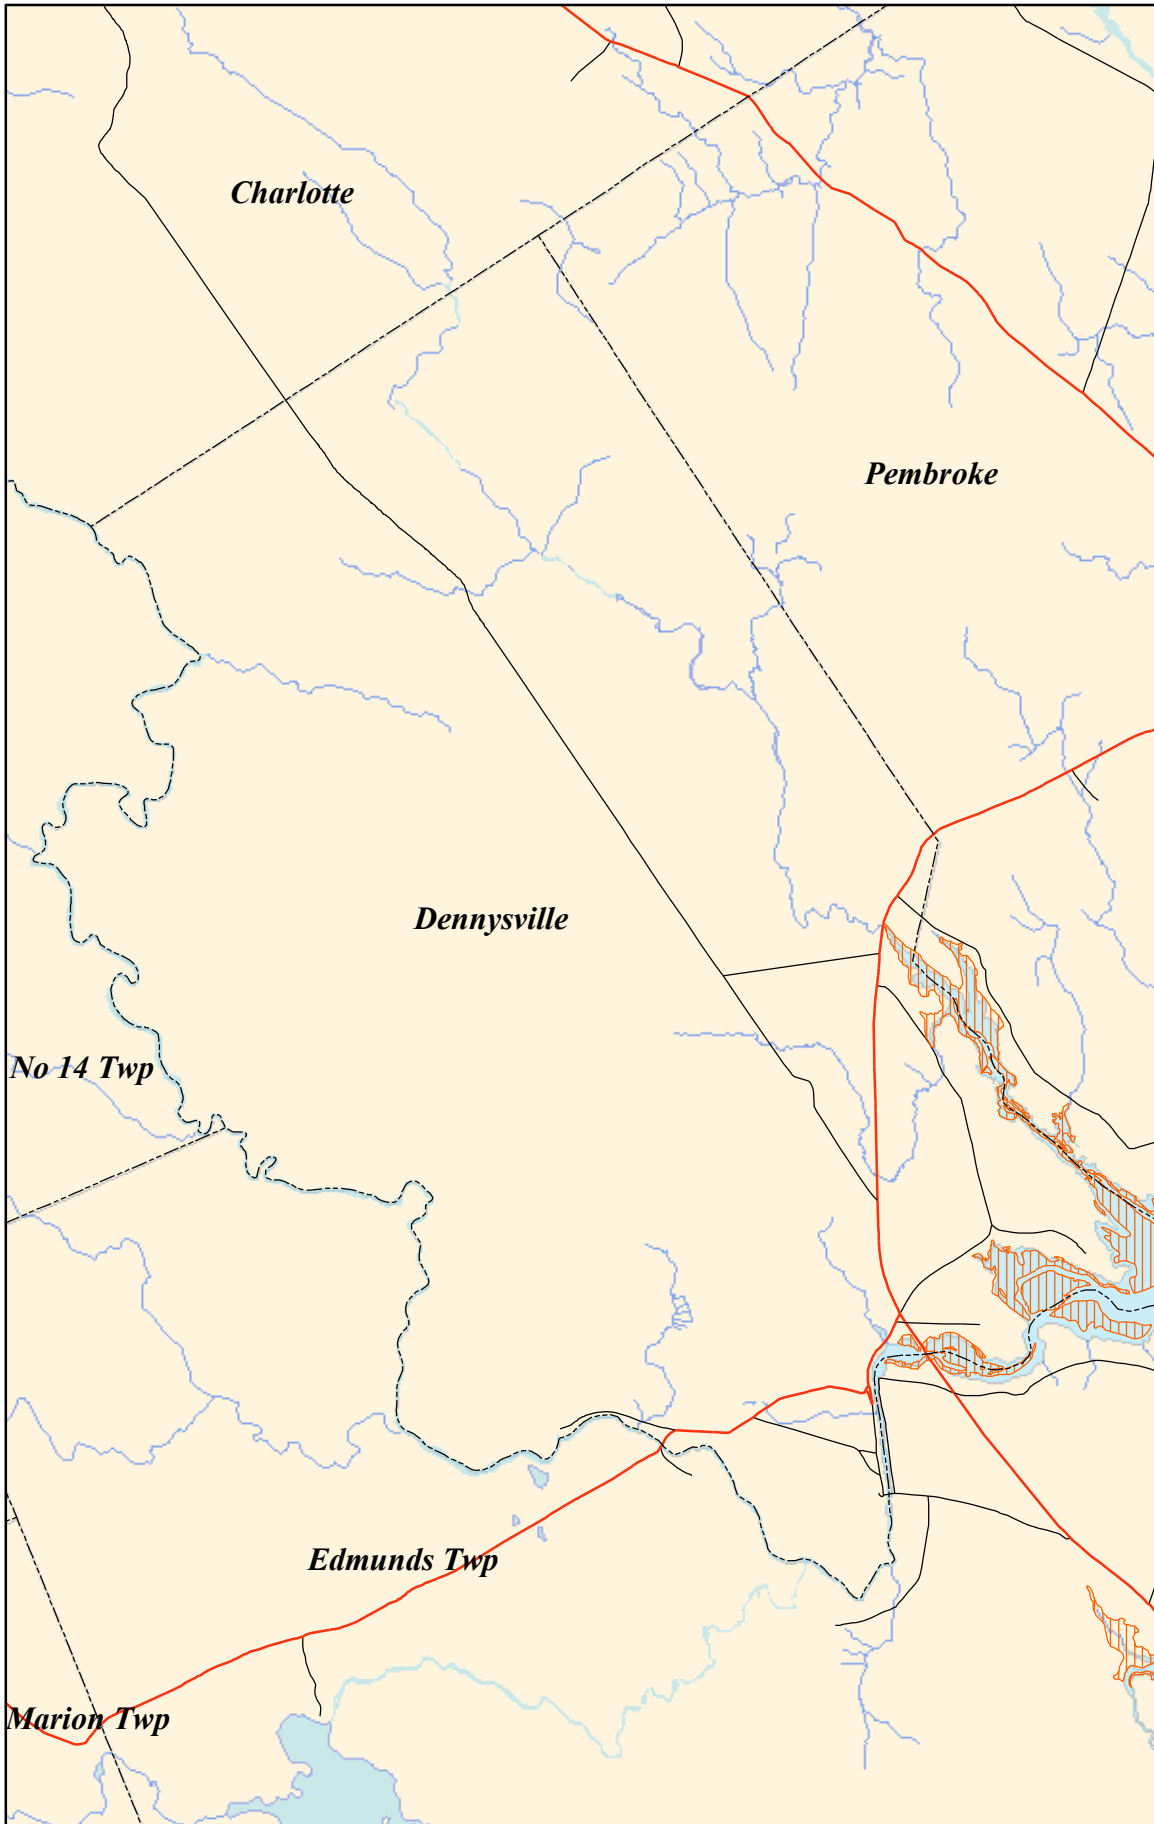 Charlotte
Pembroke
Dennysville
No 14 Twp
Edmunds Twp
Marion Twp